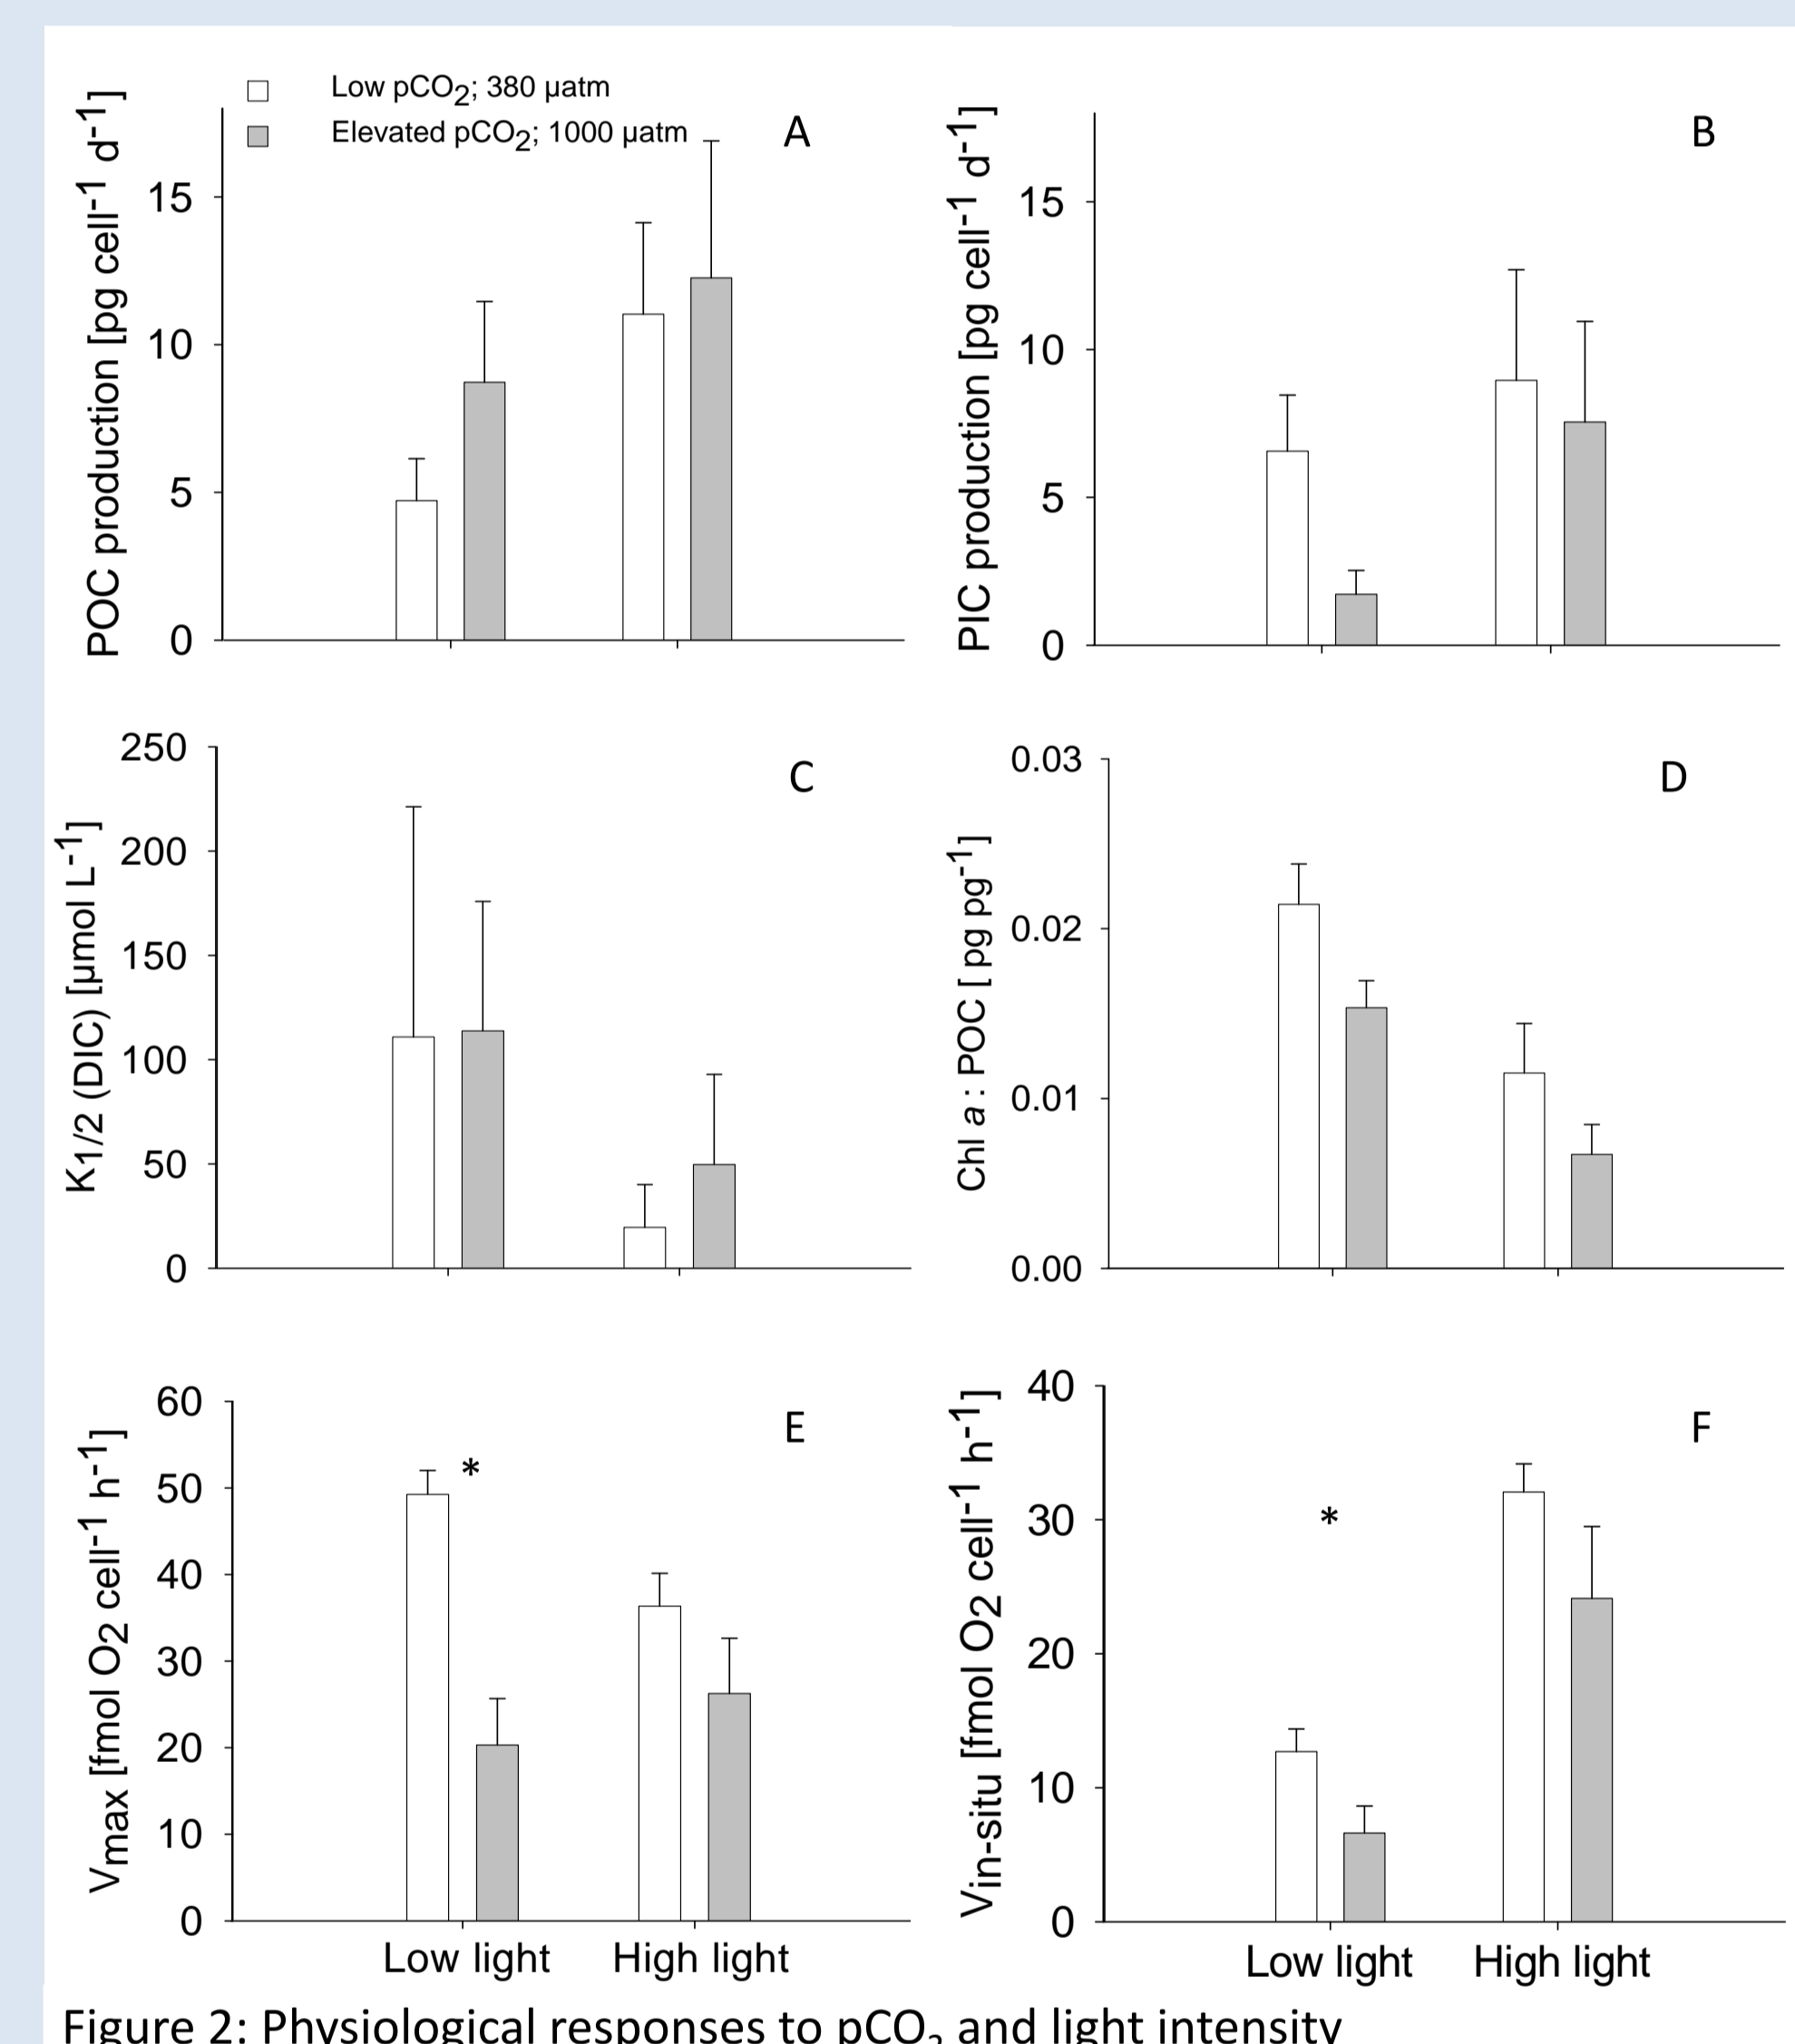 Low pCO2; 380 µatm
Elevated pCO2; 1000 µatm
A
POC production [pg cell-1 d-1]
15
10
5
0
B
PIC production [pg cell-1 d-1]
15
10
5
0
C
K1/2 (DIC) [µmol L-1]
250
200
150
100
50
0
D
Chl a : POC [ pg pg-1]
0.03
0.02
0.01
0.00
E
Vmax [fmol O2 cell-1 h-1]
60
50
40
30
20
10
0
*
Low light High light
F
Vin-situ [fmol O2 cell-1 h-1]
40
30
20
10
0
*
Low light High light
Figure 2: Physiological responses to pCO2 and light intensity